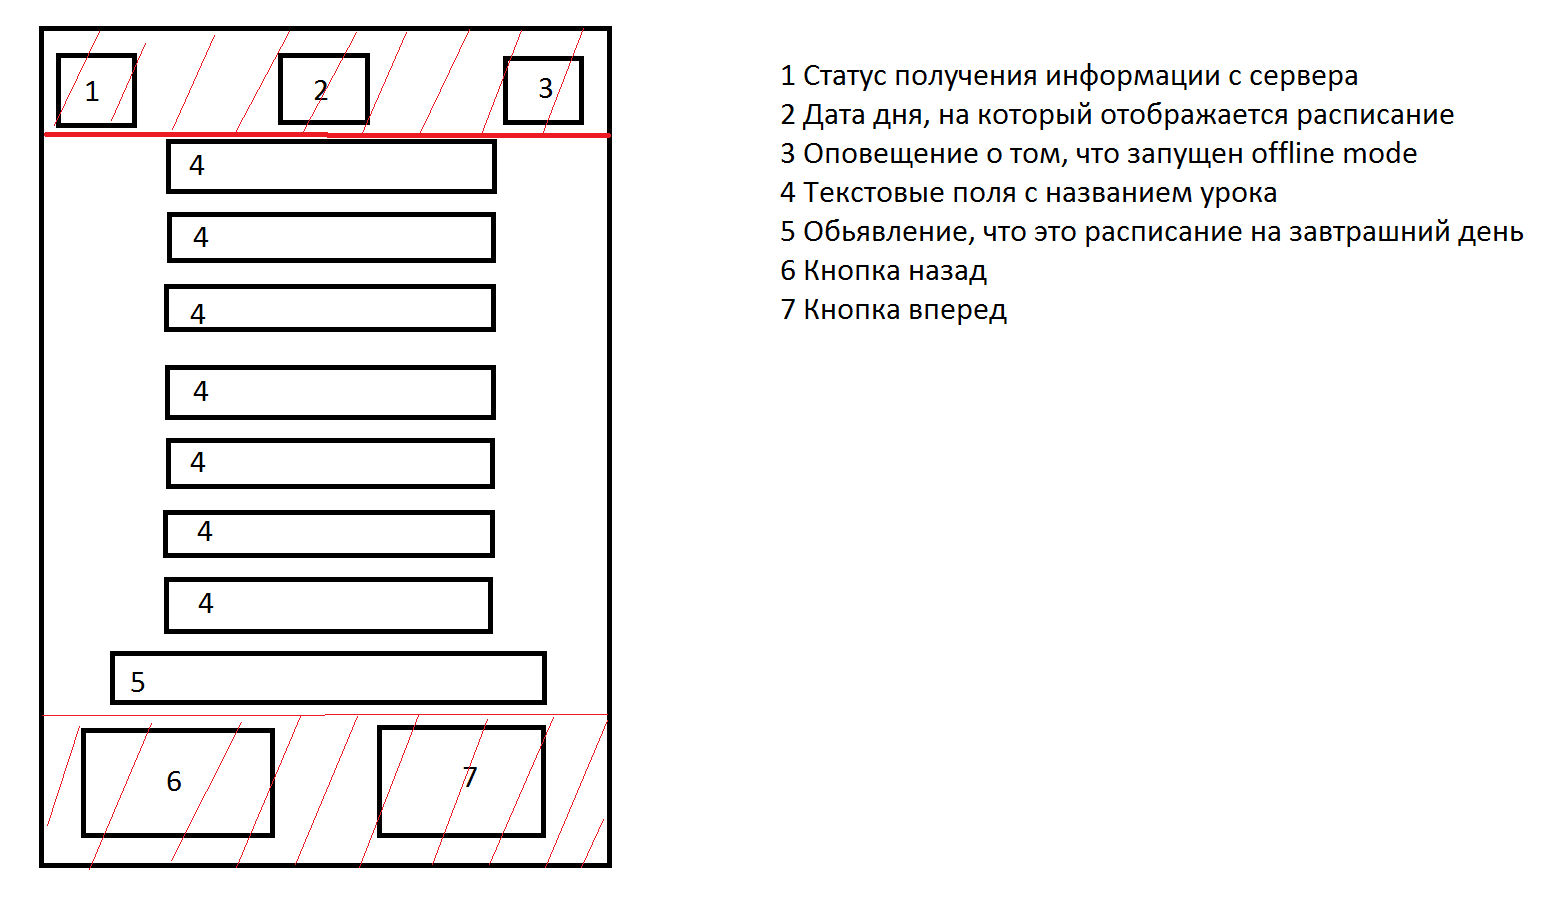 1
2
3
4
4
4
4
4
4
4
5
6
7
1 Статус получения информации с сервера
2 Дата дня, на который отображается расписание
3 Оповещение о том, что запущен offline mode
4 Текстовые поля с названием урока
5 Обьявление, что это расписание на завтрашний день
6 Кнопка назад
7 Кнопка вперед